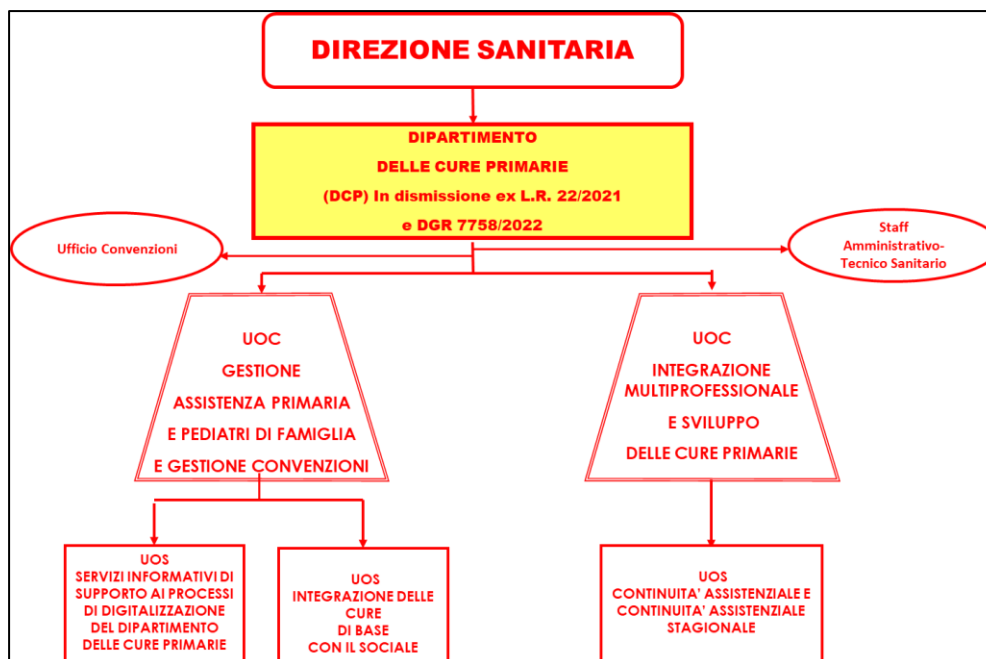 DIREZIONE SANITARIA
DIPARTIMENTO
DELLE CURE PRIMARIE
(DCP) In dismissione ex L.R. 22/2021
e DGR 7758/2022
Ufficio Convenzioni
Staff
Amministrativo-
Tecnico Sanitario
UOC
GESTIONE
ASSISTENZA PRIMARIA
E PEDIATRI DI FAMIGLIA
E GESTIONE CONVENZIONI
UOC
INTEGRAZIONE
MULTIPROFESSIONALE
E SVILUPPO
DELLE CURE PRIMARIE
UOS
SERVIZI INFORMATIVI DI
SUPPORTO AI PROCESSI
DI DIGITALIZZAZIONE
DEL DIPARTIMENTO
DELLE CURE PRIMARIE
UOS
INTEGRAZIONE DELLE
CURE
DI BASE
CON IL SOCIALE
UOS
CONTINUITA' ASSISTENZIALE E
CONTINUITA' ASSISTENZIALE
STAGIONALE